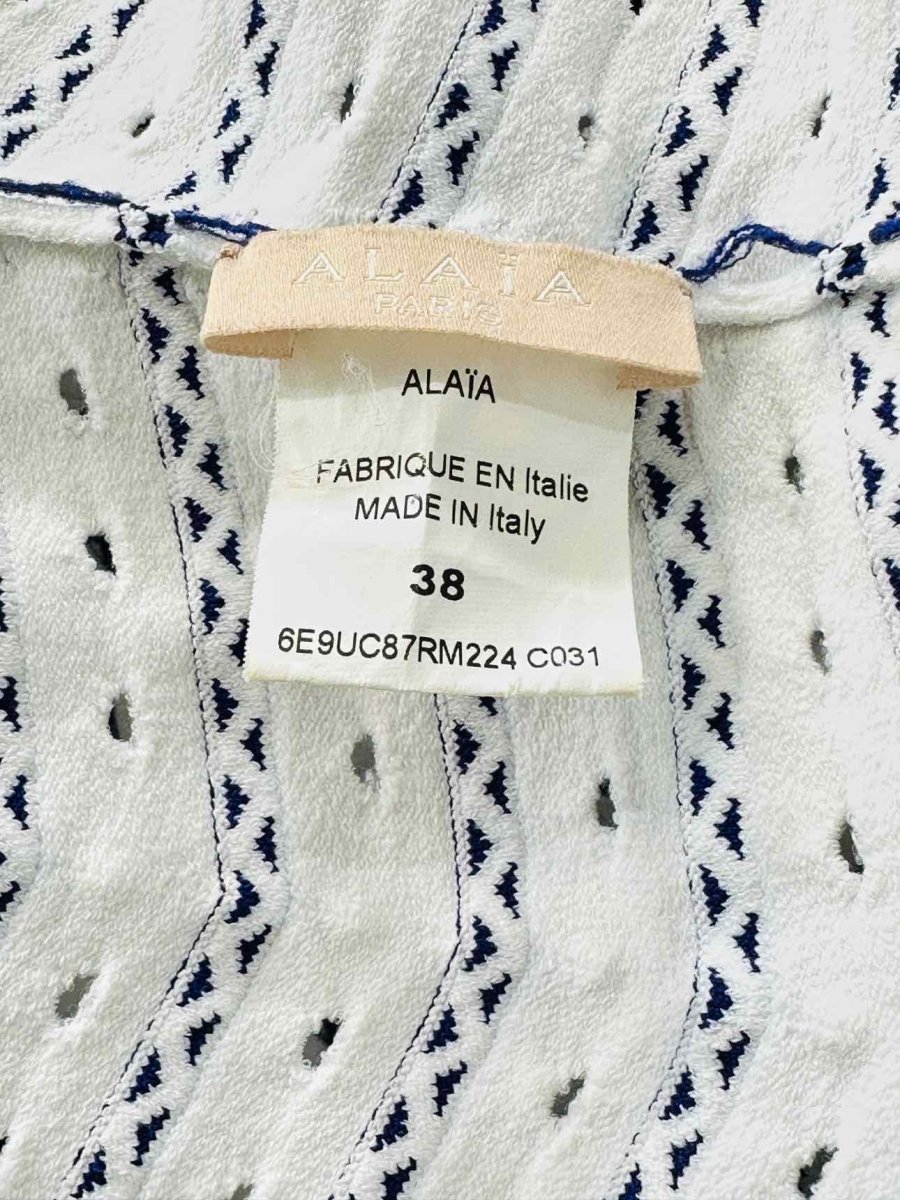 ALAÏA
PARIS
ALAÏA
FABRIQUE EN Italie
MADE IN Italy
38
6E9UC87RM224 C031